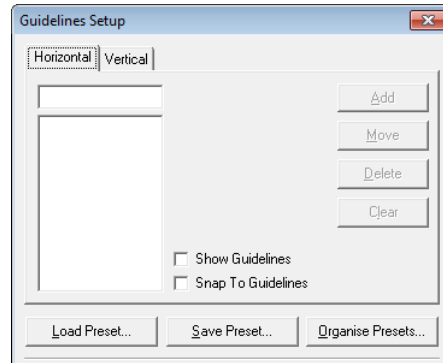 Guidelines Setup
Horizontal Vertical
Add
Move
Delete
Clear
Show Guidelines
Snap To Guidelines
Load Preset... Save Preset... Organise Presets...